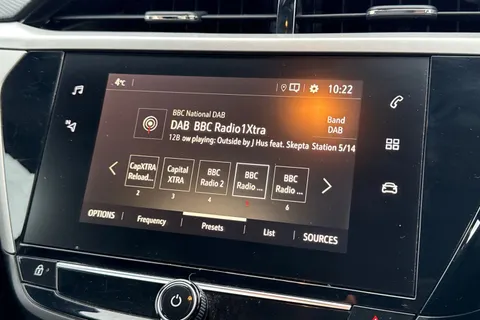 4°C 10:22
BBC National DAB
DAB BBC Radio1Xtra
Band
DAB
12B ow playing: Outside by J Hus feat. Skepta Station 5/14
CapXTRA
Reload...
Capital
XTRA
BBC
Radio 2
BBC
Radio ...
BBC
Radio ...
2 3 4 6
OPTIONS Frequency Presets List SOURCES